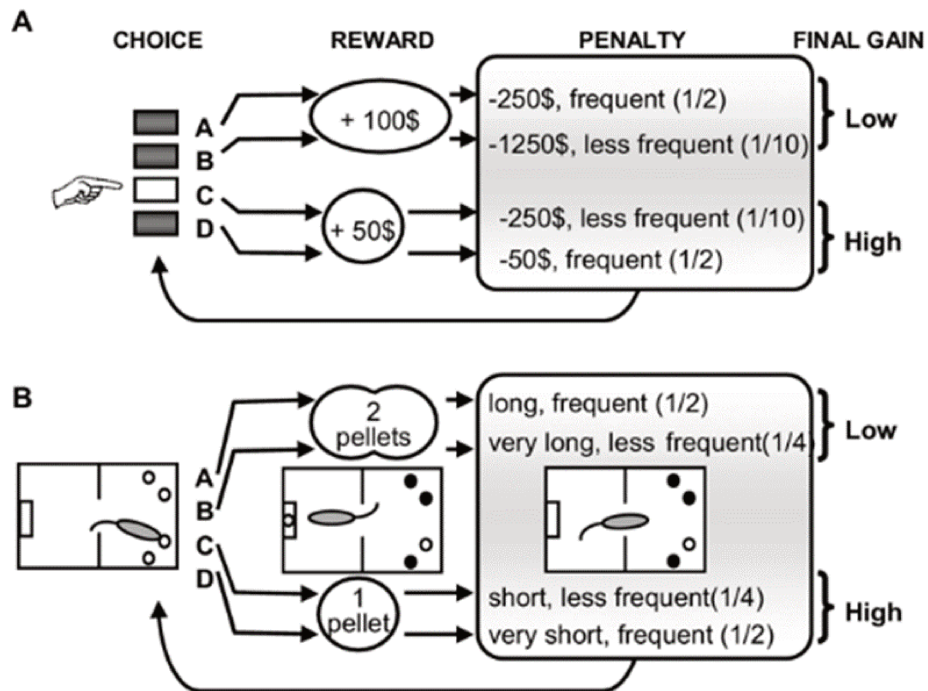 A
CHOICE REWARD PENALTY FINAL GAIN
A
B
C
D
+ 100$
+ 50$
-250$, frequent (1/2)
-1250$, less frequent (1/10)
-250$, less frequent (1/10)
-50$, frequent (1/2)
Low
High
B
A
B
C
D
2
pellets
1
pellet
long, frequent (1/2)
very long, less frequent(1/4)
short, less frequent(1/4)
very short, frequent (1/2)
Low
High